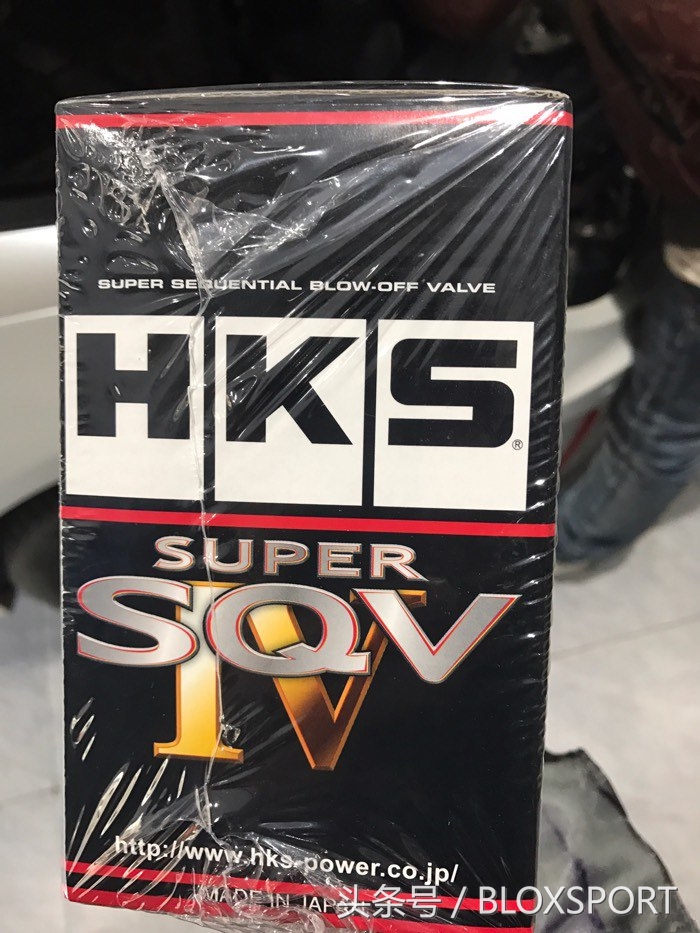 SUPER SEQUENTIAL BLOW-OFF VALVE
HKS®
SUPER
SQV
IV
http://www.hks-power.co.jp/
MADE IN JAPAN
头条号 / BLOXSPORT